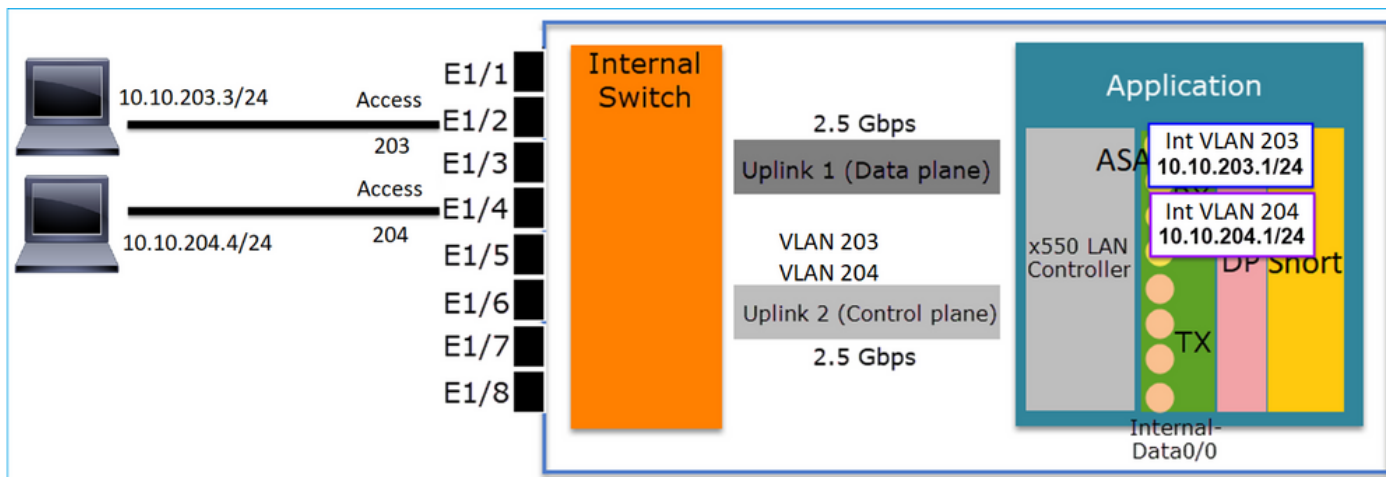 10.10.203.3/24
Access
203
10.10.204.4/24
Access
204
E1/1
E1/2
E1/3
E1/4
E1/5
E1/6
E1/7
E1/8
Internal
Switch
2.5 Gbps
Uplink 1 (Data plane)
VLAN 203
VLAN 204
Uplink 2 (Control plane)
2.5 Gbps
Application
x550 LAN
Controller
ASA
Int VLAN 203
10.10.203.1/24
Int VLAN 204
10.10.204.1/24
DP
Snort
TX
Internal-
Data0/0